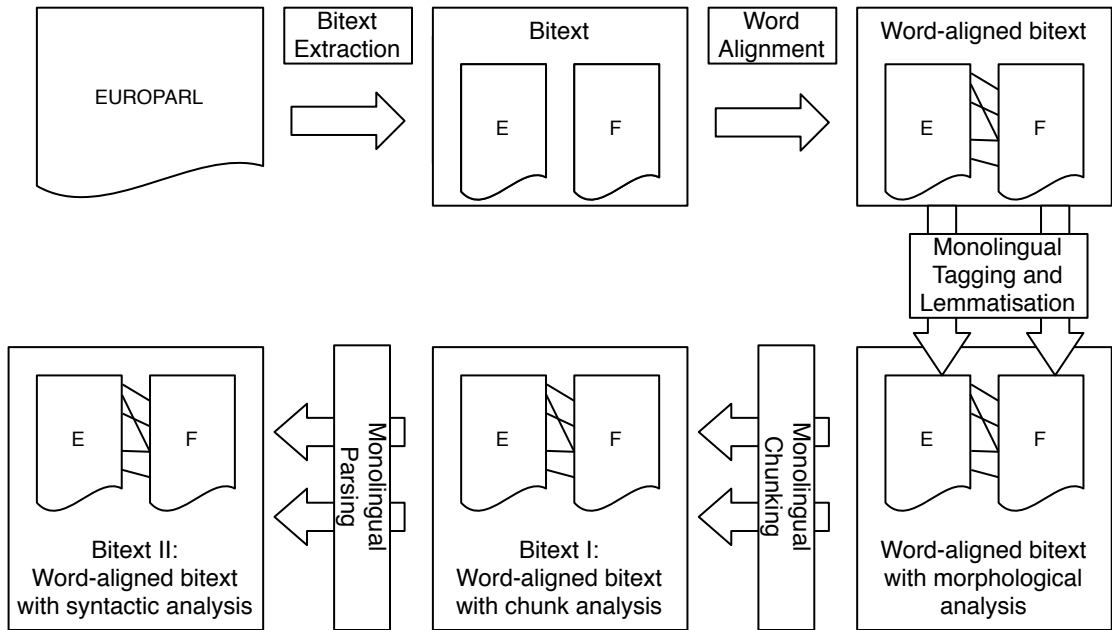 EUROPARL
Bitext
Extraction
Bitext
E
F
Word
Alignment
Word-aligned bitext
E
F
Monolingual
Tagging and
Lemmatisation
E
F
Word-aligned bitext
with morphological
analysis
Monolingual
Chunking
E
F
Bitext I:
Word-aligned bitext
with chunk analysis
Monolingual
Parsing
E
F
Bitext II:
Word-aligned bitext
with syntactic analysis